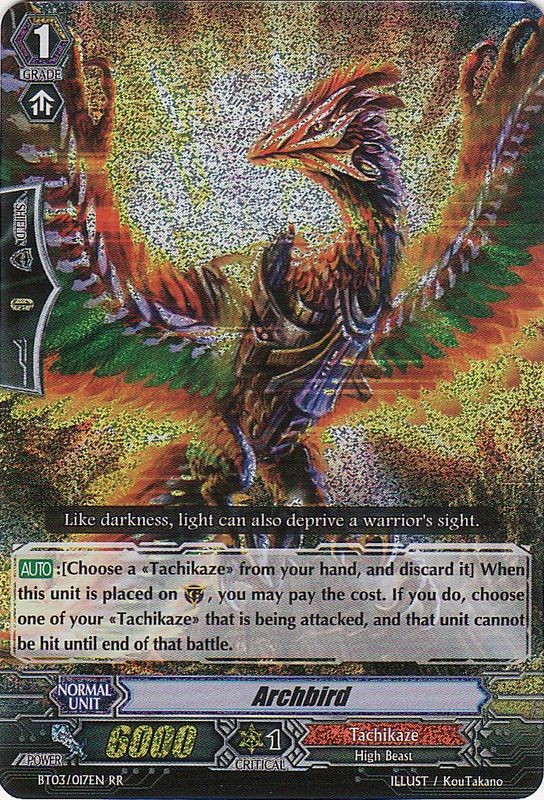 1
GRADE
SHIELD
0
Like darkness, light can also deprive a warrior's sight.
AUTO :[Choose a «Tachikaze» from your hand, and discard it] When
this unit is placed on , you may pay the cost. If you do, choose
one of your «Tachikaze» that is being attacked, and that unit cannot
be hit until end of that battle.
NORMAL
UNIT
Archbird
POWER
6000
1
CRITICAL
Tachikaze
High Beast
BT03/017EN RR
ILLUST / KouTakano